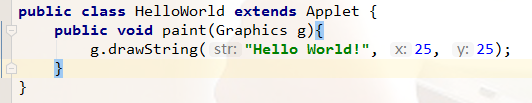 public class HelloWorld extends Applet {
    public void paint(Graphics g){
        g.drawString( str: "Hello World!", x: 25, y: 25);
    }
}